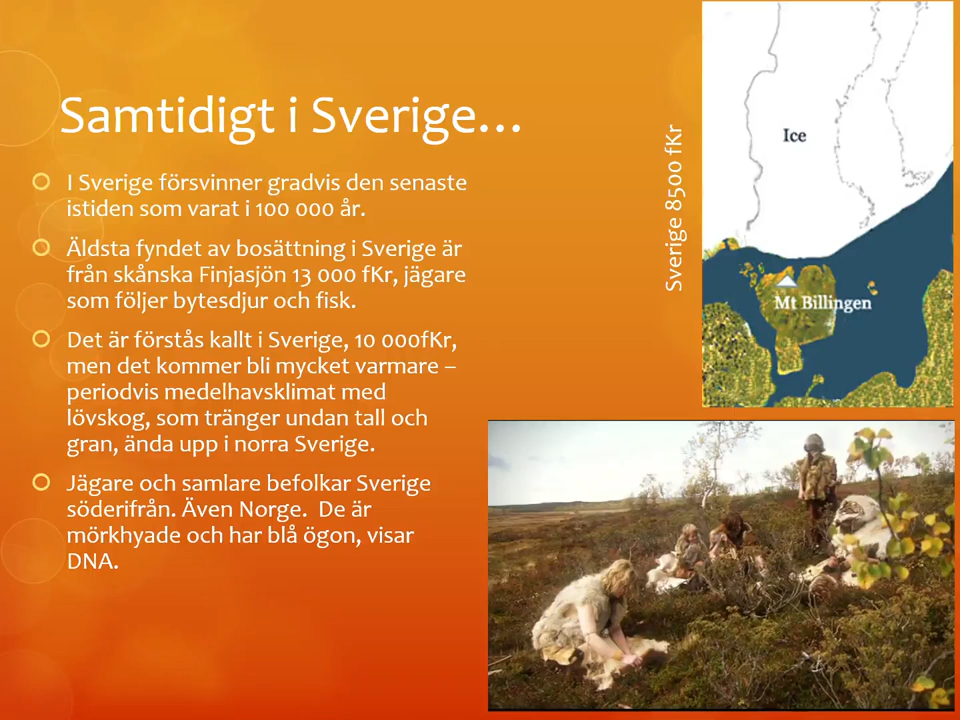 Samtidigt i Sverige…
I Sverige försvinner gradvis den senaste
istiden som varat i 100 000 år.
Äldsta fyndet av bosättning i Sverige är
från skånska Finjasjön 13 000 fKr, jägare
som följer bytesdjur och fisk.
Det är förstås kallt i Sverige, 10 000fKr,
men det kommer bli mycket varmare –
periodvis medelhavsklimat med
lövskog, som tränger undan tall och
gran, ända upp i norra Sverige.
Jägare och samlare befolkar Sverige
söderifrån. Även Norge.  De är
mörkhyade och har blå ögon, visar
DNA.
Sverige 8500 fKr
Ice
Mt Billingen